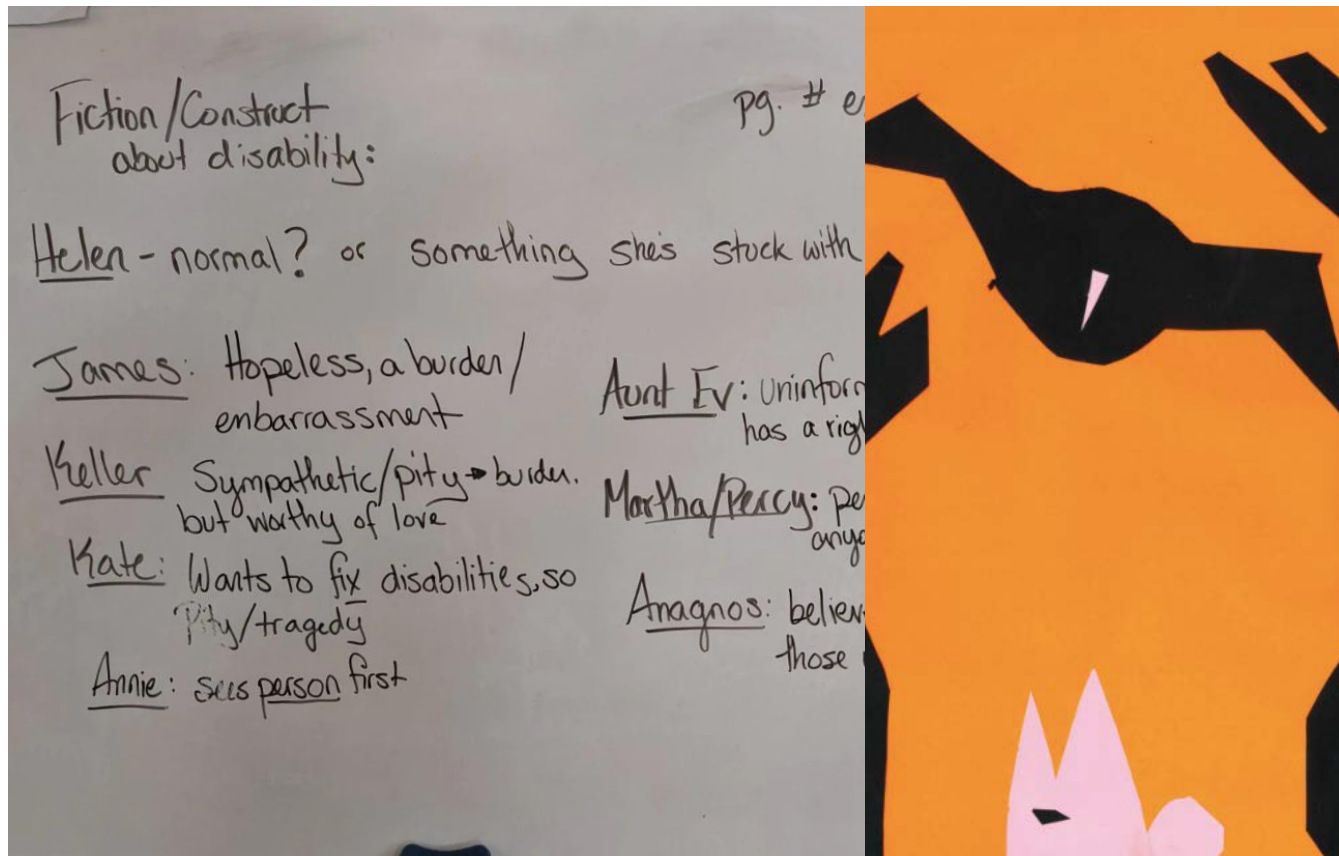 Fiction/Construct
about disability:
pg. # e
Helen - normal? or something she's stuck with
James: Hopeless, a burden/
embarrassment
Keller Sympathetic/pity → burden.
but worthy of love
Kate: Wants to fix disabilities, so
Pity/tragedy
Annie: sees person first
Aunt Ev:
has a
Martha/Percy:
Anagnos:
those